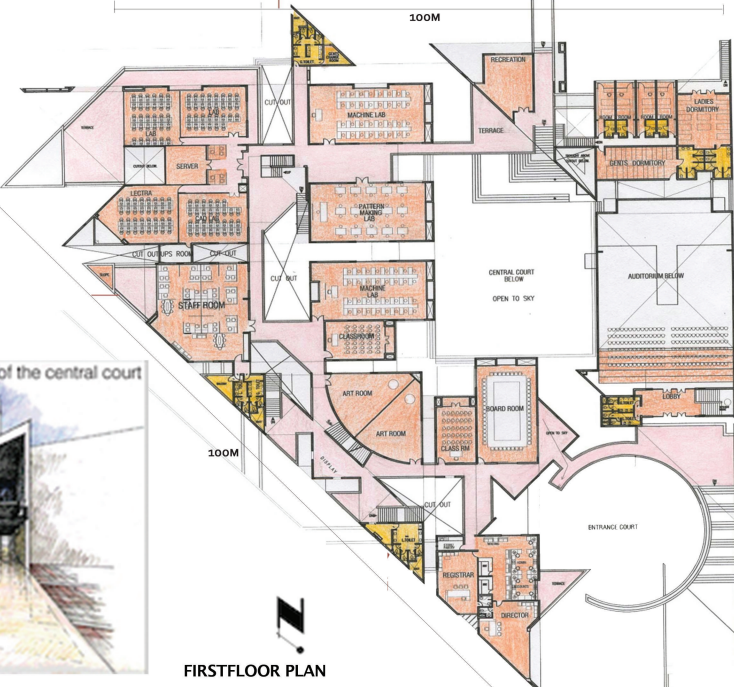 100M
RECREATION
LADIES
DORMITORY
CUT OUT
MACHINE LAB
LAB
LAB
TERRACE
TERRACE
ROOM
ROOM
SERVER
GENTS DORMITORY
LECTRA
CAD LAB
PATTERN
MAKING
LAB
CUT OUT
UPS ROOM
CUT OUT
CUT OUT
CENTRAL COURT
BELOW
OPEN TO SKY
AUDITORIUM BELOW
MACHINE
LAB
STAFF ROOM
CLASSROOM
of the central court
ART ROOM
ART ROOM
BOARD ROOM
LOBBY
CLASS RM
OPEN TO SKY
100M
DISPLAY
CUT OUT
ENTRANCE COURT
REGISTRAR
TERRACE
DIRECTOR
FIRSTFLOOR PLAN